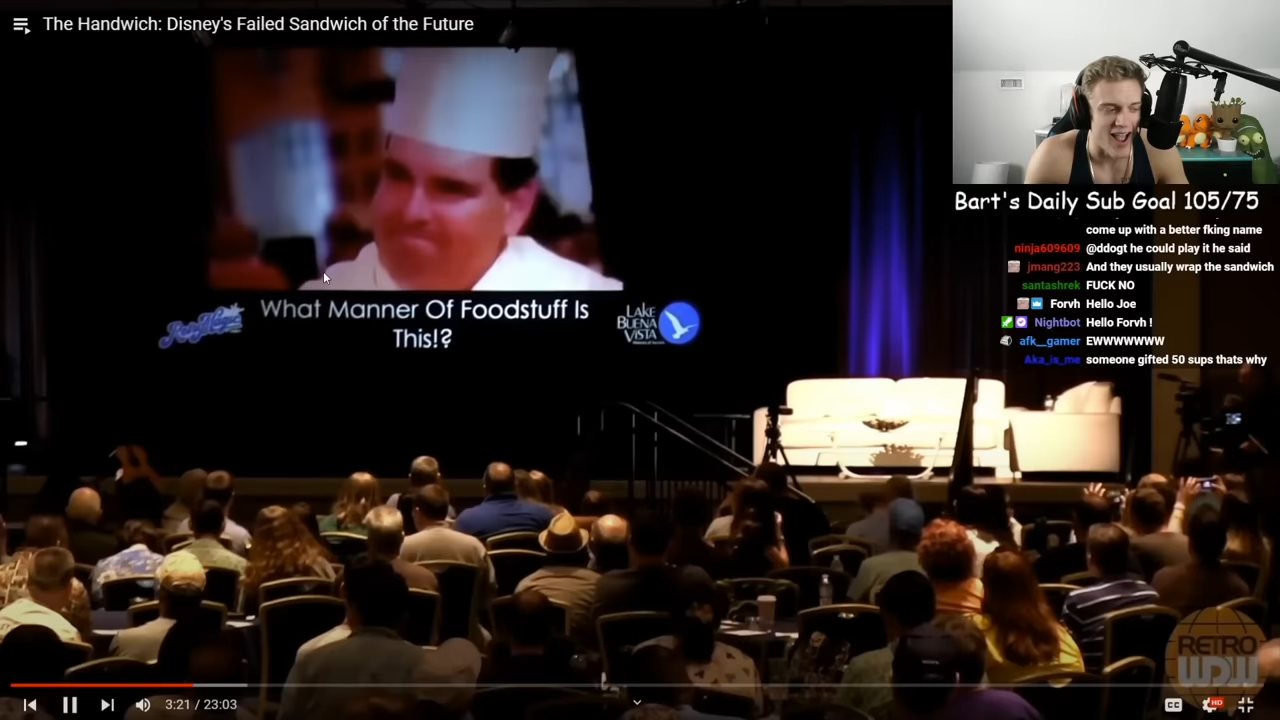 The Handwich: Disney's Failed Sandwich of the Future
What Manner Of Foodstuff Is
This!?
LAKE
BUENA
VISTA
Bart's Daily Sub Goal 105/75
come up with a better fking name
ninja609609 @ddogt he could play it he said
jmang223 And they usually wrap the sandwich
santashrek FUCK NO
Forvh Hello Joe
Nightbot Hello Forvh !
afk__gamer EWWWWWWW
Aka_is_me someone gifted 50 sups thats why
RETRO
WDW
3:21 / 23:03
CC
HD